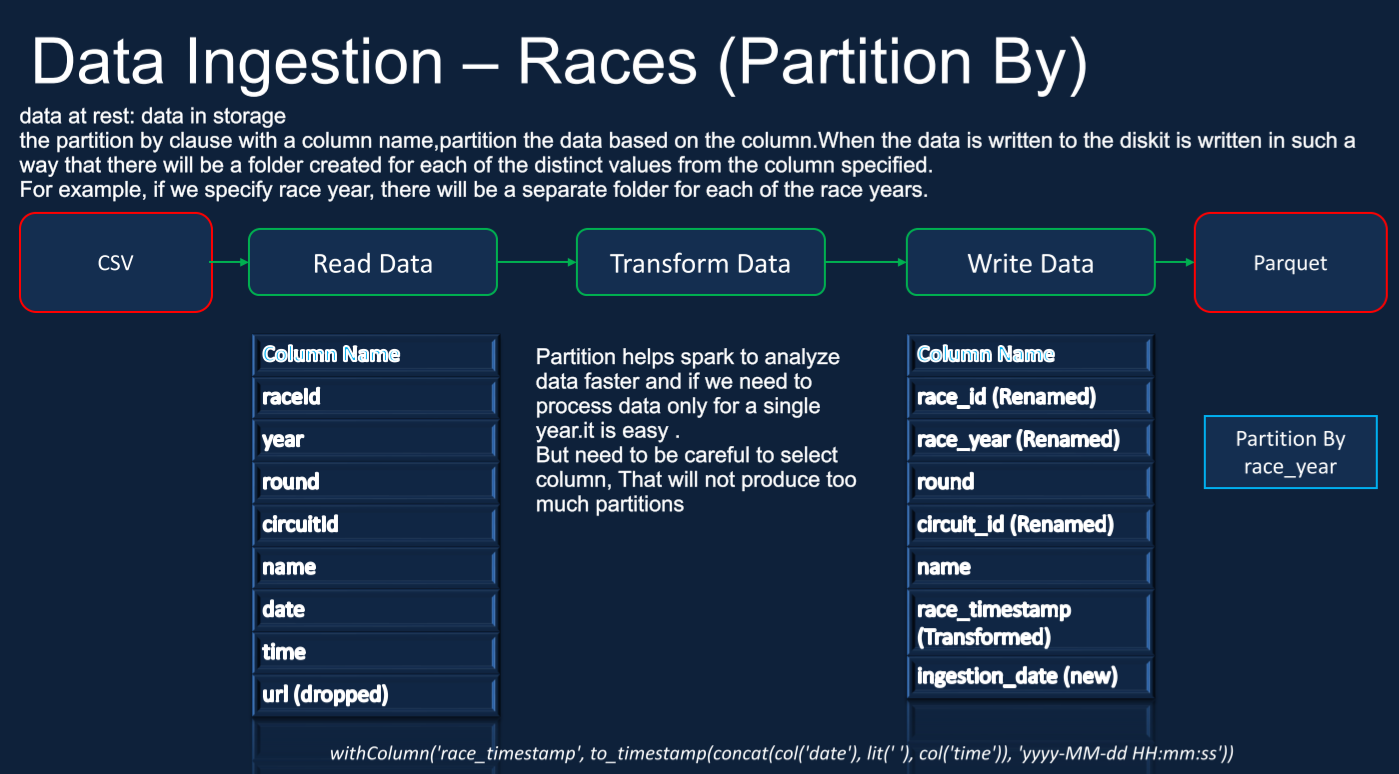 Data Ingestion – Races (Partition By)
data at rest: data in storage
the partition by clause with a column name,partition the data based on the column.When the data is written to the diskit is written in such a
way that there will be a folder created for each of the distinct values from the column specified.
For example, if we specify race year, there will be a separate folder for each of the race years.
CSV
Read Data
Transform Data
Write Data
Parquet
Column Name
raceId
year
round
circuitId
name
date
time
url (dropped)
Partition helps spark to analyze
data faster and if we need to
process data only for a single
year.it is easy .
But need to be careful to select
column, That will not produce too
much partitions
Column Name
race_id (Renamed)
race_year (Renamed)
round
circuit_id (Renamed)
name
race_timestamp
(Transformed)
ingestion_date (new)
Partition By
race_year
withColumn('race_timestamp', to_timestamp(concat(col('date'), lit(' '), col('time')), 'yyyy-MM-dd HH:mm:ss'))